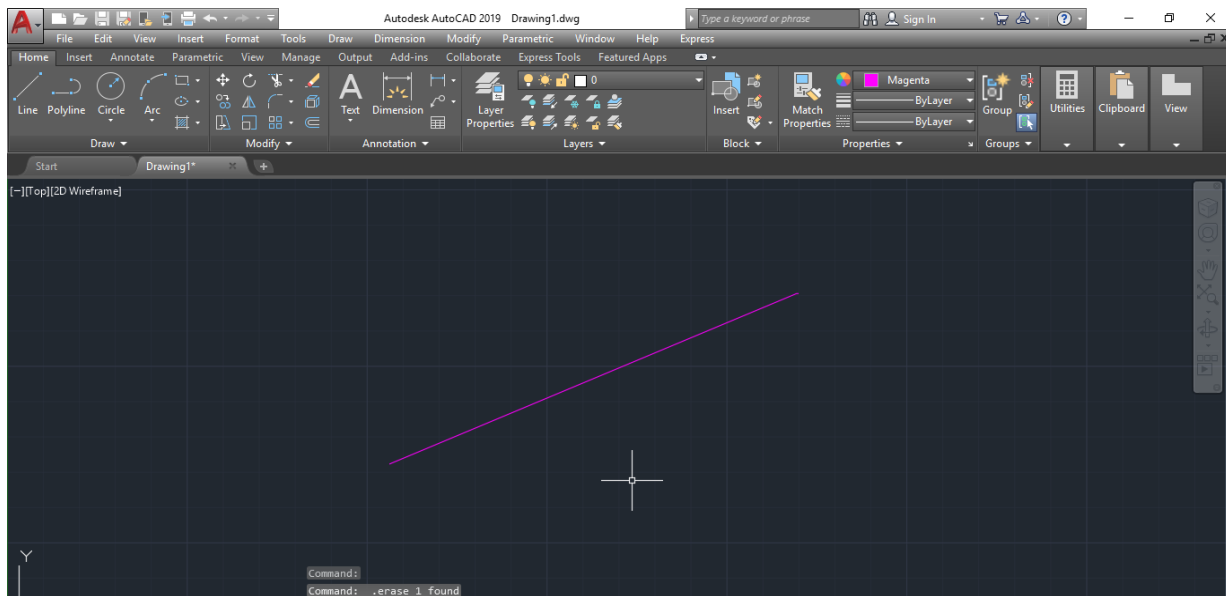 Autodesk AutoCAD 2019 Drawing1.dwg Type a keyword or phrase Sign In
File Edit View Insert Format Tools Draw Dimension Modify Parametric Window Help Express
Home Insert Annotate Parametric View Manage Output Add-ins Collaborate Express Tools Featured Apps
0 Magenta
ByLayer
ByLayer
Line Polyline Circle Arc Text Dimension Layer Properties Insert Match Properties Group Utilities Clipboard View
Draw Modify Annotation Layers Block Properties Groups
Start Drawing1* +
[−][Top][2D Wireframe]
Y
Command:
Command: .erase 1 found